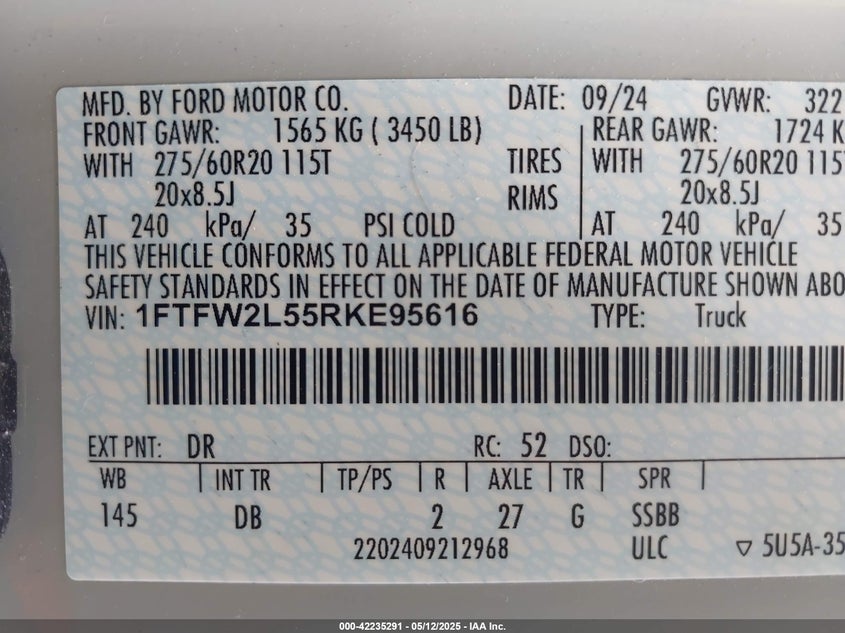 MFD. BY FORD MOTOR CO. DATE: 09/24 GVWR: 322
FRONT GAWR: 1565 KG ( 3450 LB) REAR GAWR: 1724 K
WITH 275/60R20 115T TIRES WITH 275/60R20 115T
20x8.5J RIMS 20x8.5J
AT 240 kPa/ 35 PSI COLD AT 240 kPa/ 35
THIS VEHICLE CONFORMS TO ALL APPLICABLE FEDERAL MOTOR VEHICLE
SAFETY STANDARDS IN EFFECT ON THE DATE OF MANUFACTURE SHOWN ABO
VIN: 1FTFW2L55RKE95616 TYPE: Truck
EXT PNT: DR RC: 52 DSO:
WB INT TR TP/PS R AXLE TR SPR
145 DB 2 27 G SSBB
2202409212968 ULC ▽ 5U5A-35
000-42235291 - 05/12/2025 - IAA Inc.